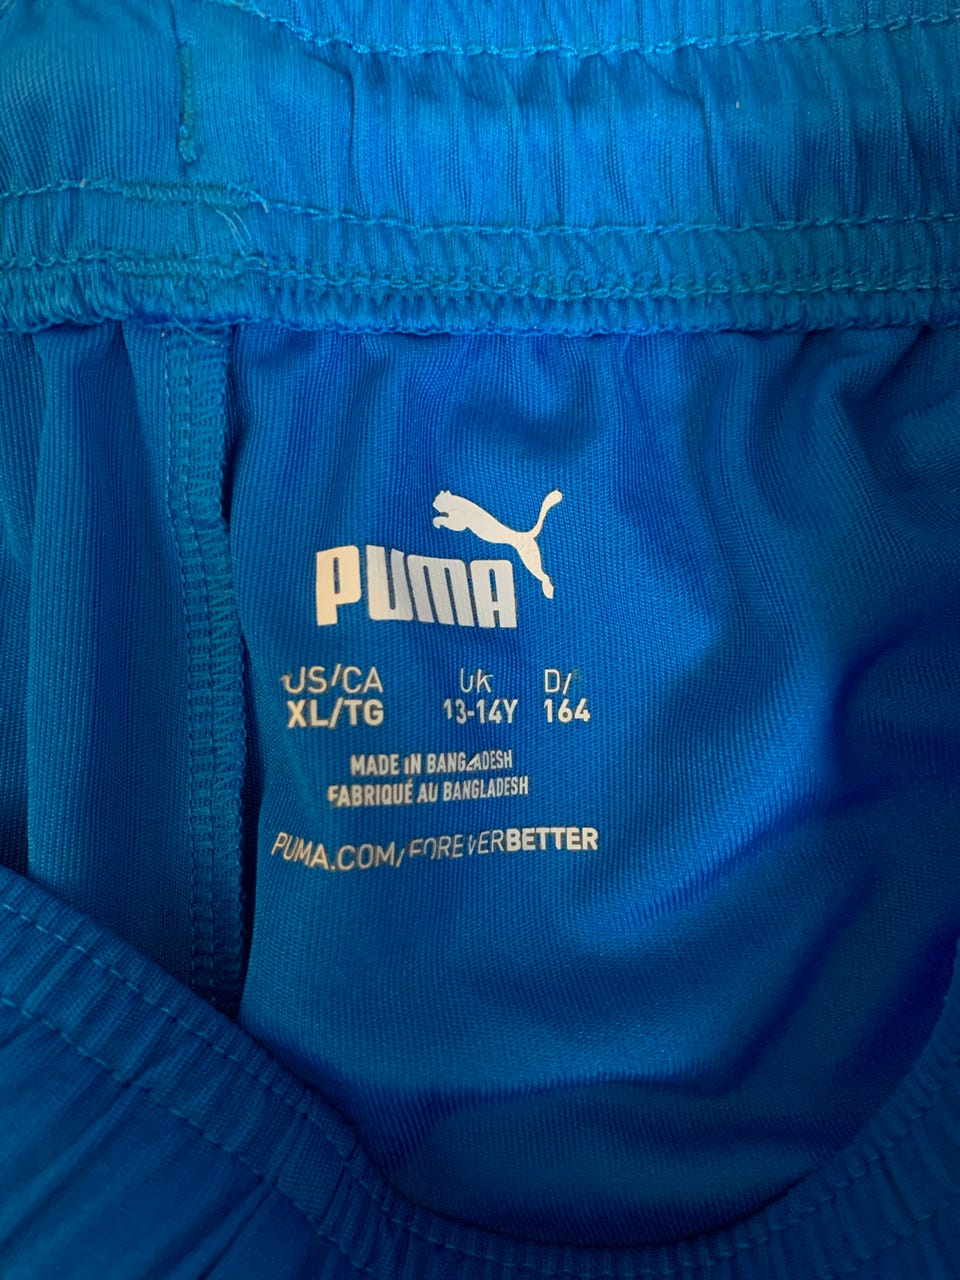 PUMA
US/CA UK D/
XL/TG 13-14Y 164
MADE IN BANGLADESH
FABRIQUÉ AU BANGLADESH
PUMA.COM/FOREVERBETTER